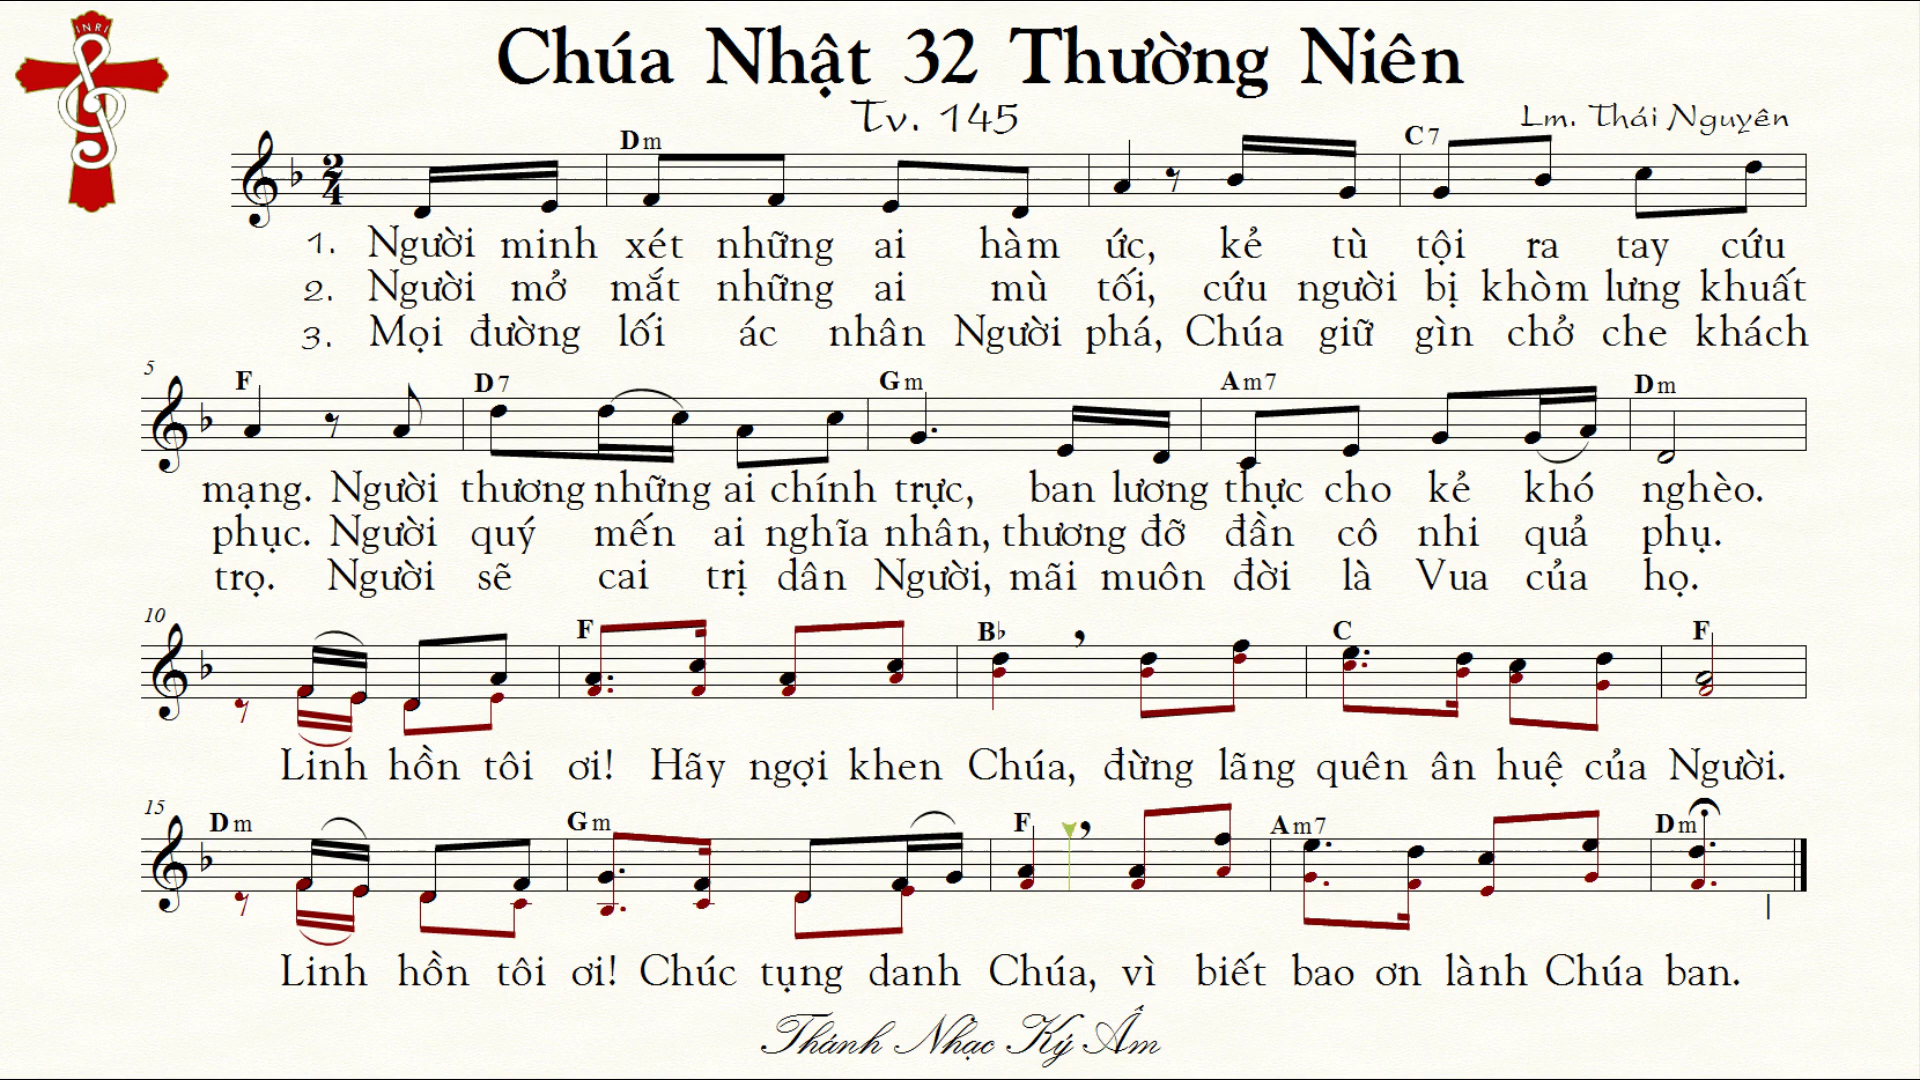 INRI
Chúa Nhật 32 Thường Niên
Tv. 145
Lm. Thái Nguyên
Dm C7
1. Người minh xét những ai hàm ức, kẻ tù tội ra tay cứu
2. Người mở mắt những ai mù tối, cứu người bị khòm lưng khuất
3. Mọi đường lối ác nhân Người phá, Chúa giữ gìn chở che khách
5
F D7 Gm Am7 Dm
mạng. Người thương những ai chính trực, ban lương thực cho kẻ khó nghèo.
phục. Người quý mến ai nghĩa nhân, thương đỡ đần cô nhi quả phụ.
trọ. Người sẽ cai trị dân Người, mãi muôn đời là Vua của họ.
10
F B♭ C F
Linh hồn tôi ơi! Hãy ngợi khen Chúa, đừng lãng quên ân huệ của Người.
15
Dm Gm F Am7 Dm
Linh hồn tôi ơi! Chúc tụng danh Chúa, vì biết bao ơn lành Chúa ban.
Thánh Nhạc Ký Âm